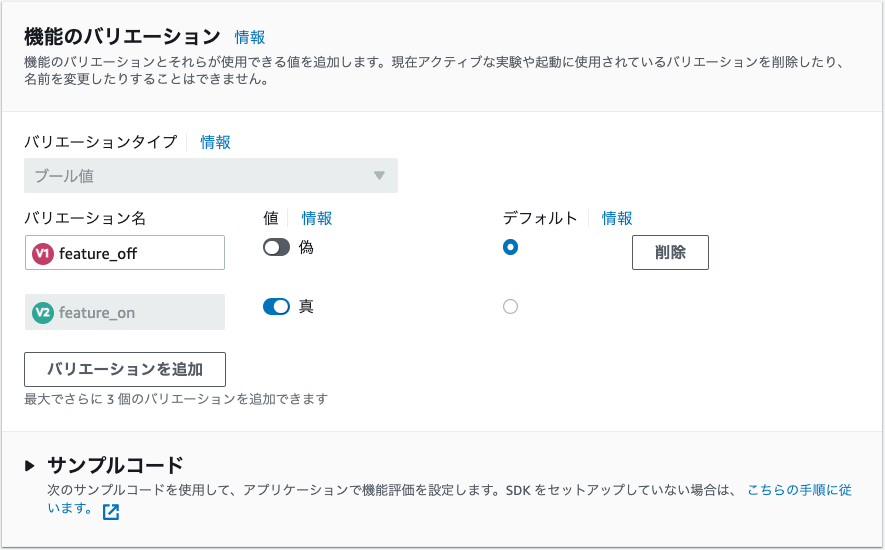 機能のバリエーション 情報
機能のバリエーションとそれらが使用できる値を追加します。現在アクティブな実験や起動に使用されているバリエーションを削除したり、
名前を変更したりすることはできません。
バリエーションタイプ 情報
ブール値
バリエーション名 値 情報 デフォルト 情報
V1 feature_off 偽 削除
V2 feature_on 真
バリエーションを追加
最大でさらに 3 個のバリエーションを追加できます
サンプルコード
次のサンプルコードを使用して、アプリケーションで機能評価を設定します。SDK をセットアップしていない場合は、 こちらの手順に従
います。